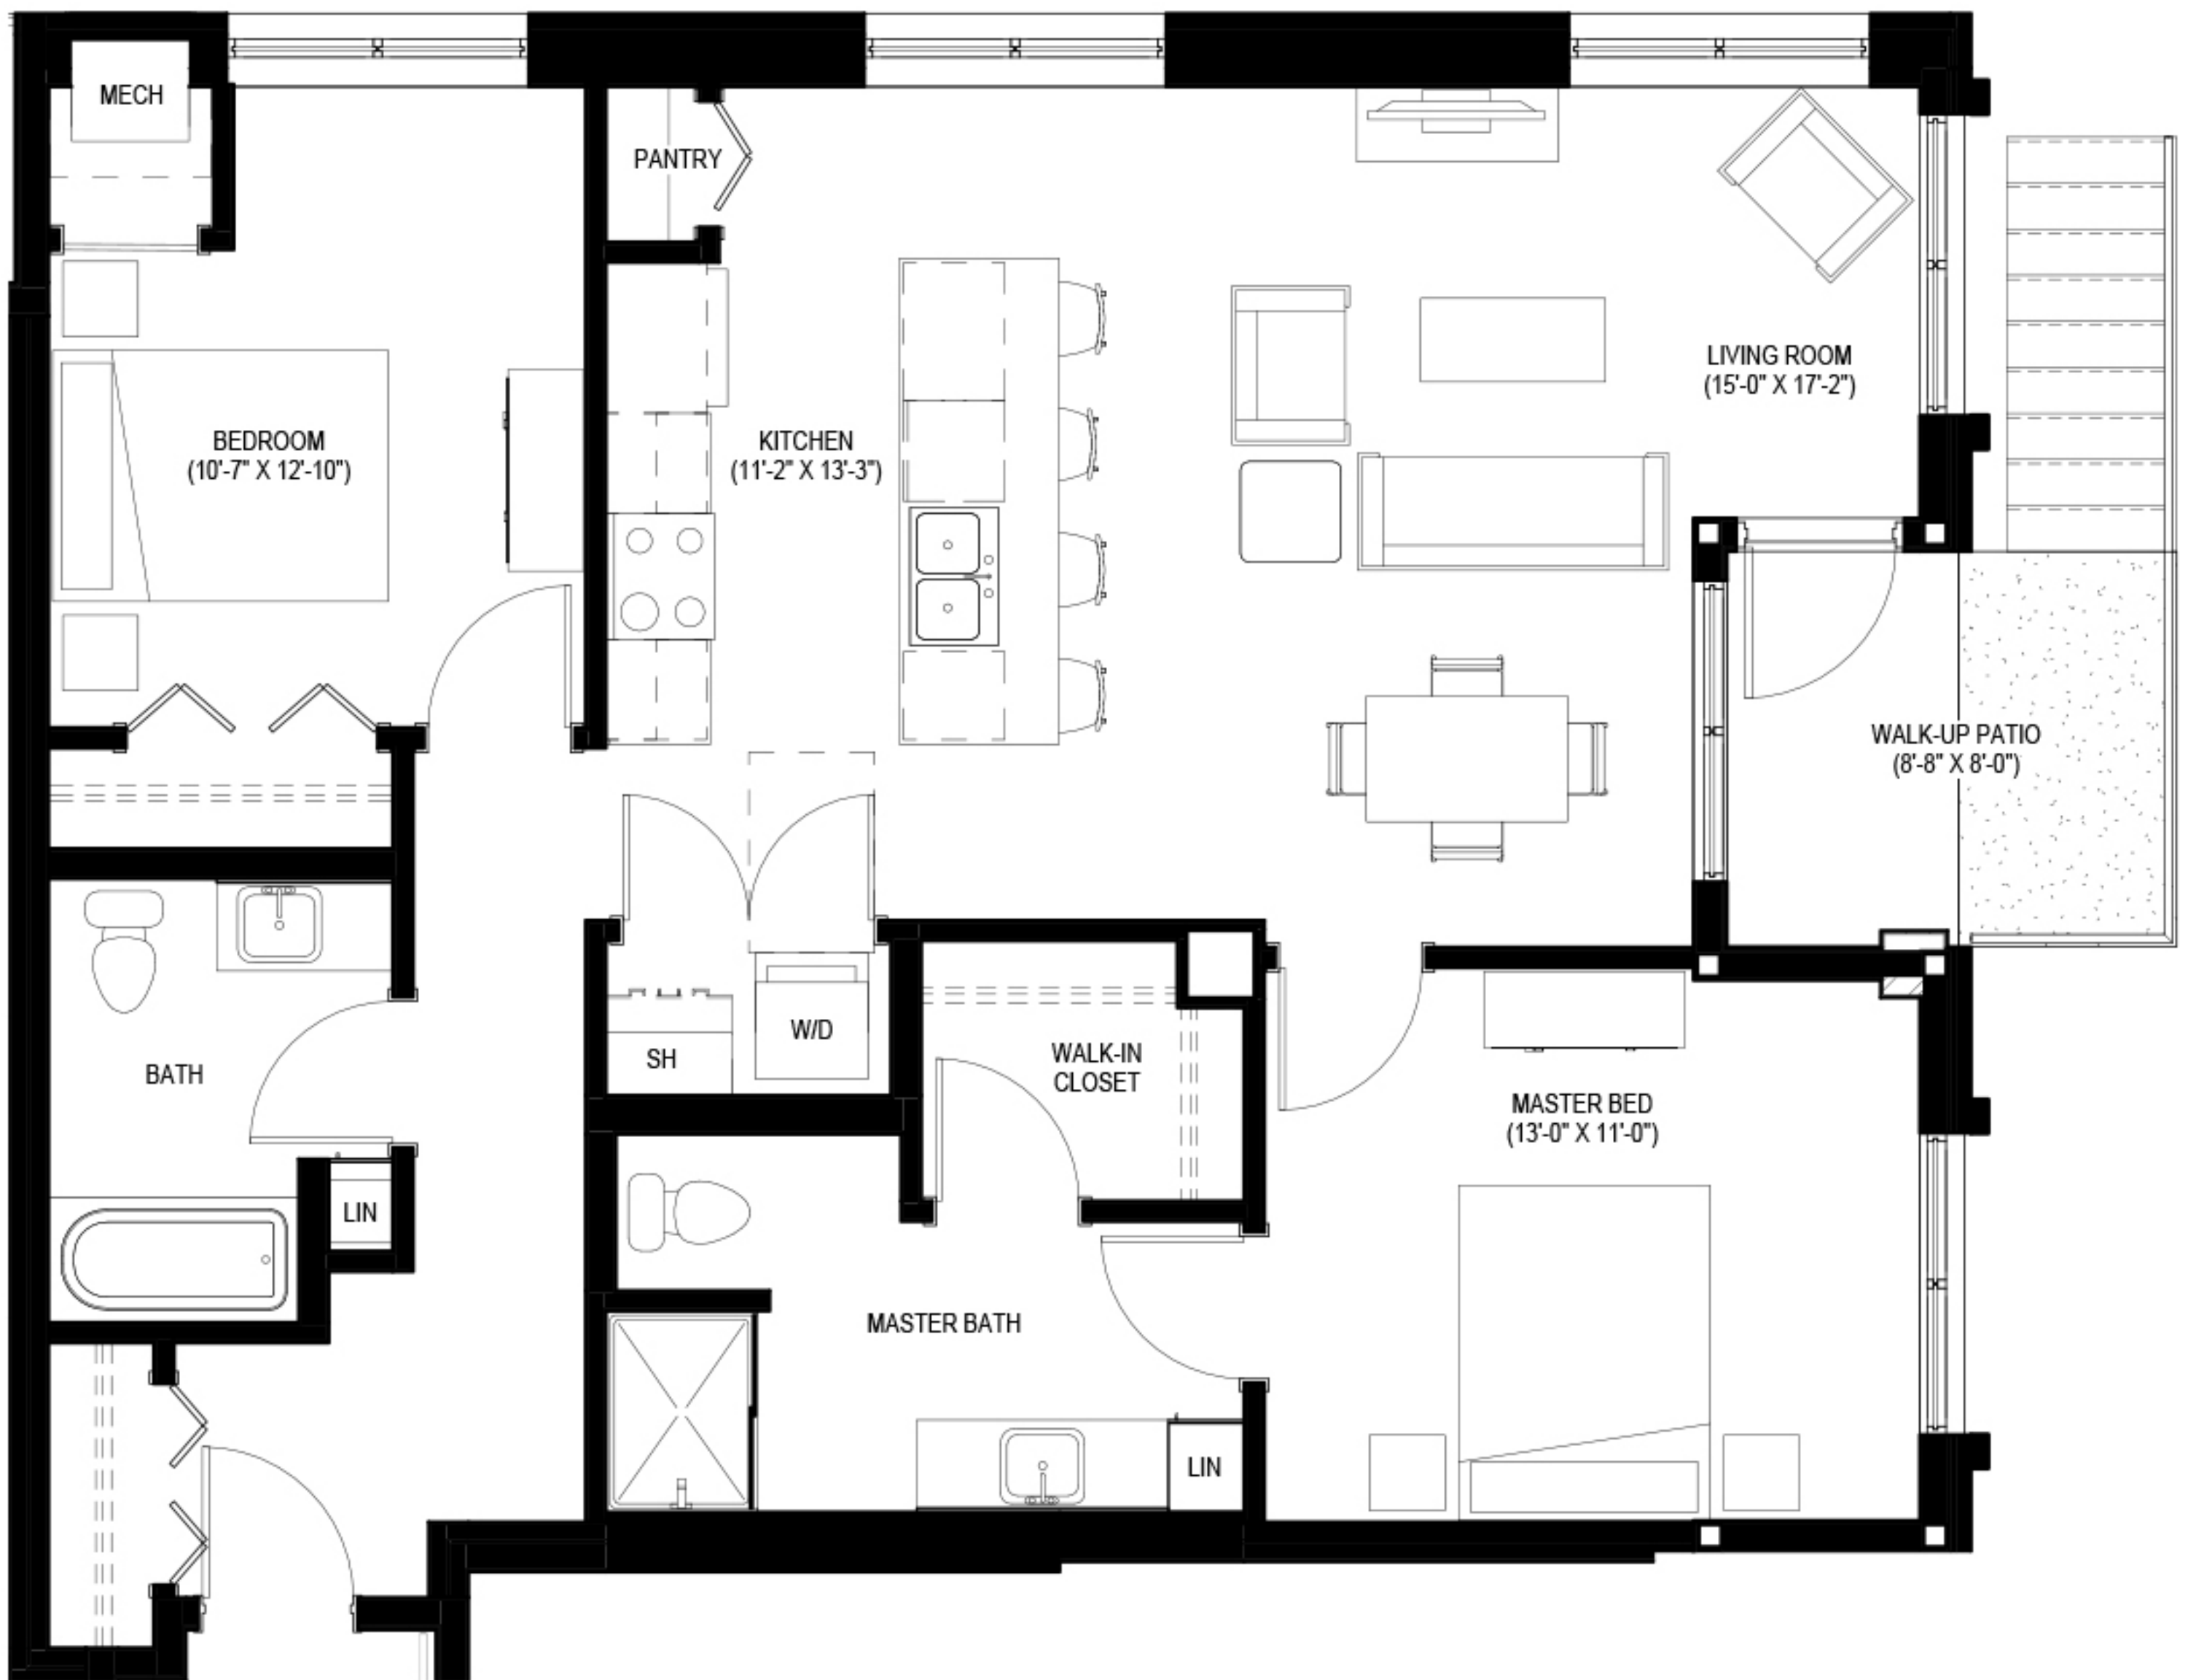 MECH
PANTRY
LIVING ROOM
(15'-0" X 17'-2")
BEDROOM
(10'-7" X 12'-10")
KITCHEN
(11'-2" X 13'-3")
WALK-UP PATIO
(8'-8" X 8'-0")
W/D
SH
WALK-IN
CLOSET
BATH
MASTER BED
(13'-0" X 11'-0")
LIN
MASTER BATH
LIN